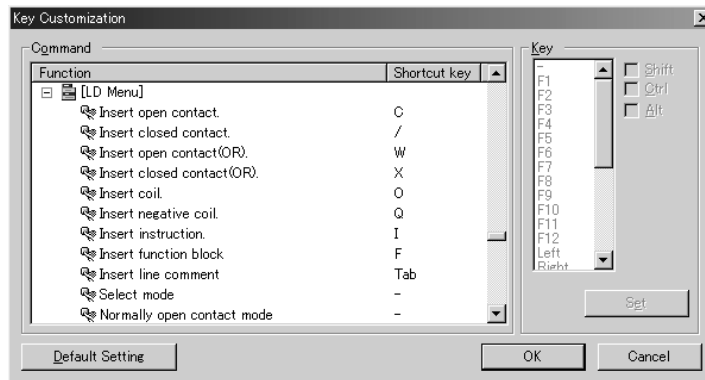 Key Customization
Command
Function Shortcut key
[LD Menu]
Insert open contact. C
Insert closed contact. /
Insert open contact(OR). W
Insert closed contact(OR). X
Insert coil. O
Insert negative coil. Q
Insert instruction. I
Insert function block F
Insert line comment Tab
Select mode -
Normally open contact mode -
Key
-
F1
F2
F3
F4
F5
F6
F7
F8
F9
F10
F11
F12
Left
Right
Shift
Ctrl
Alt
Set
Default Setting
OK
Cancel